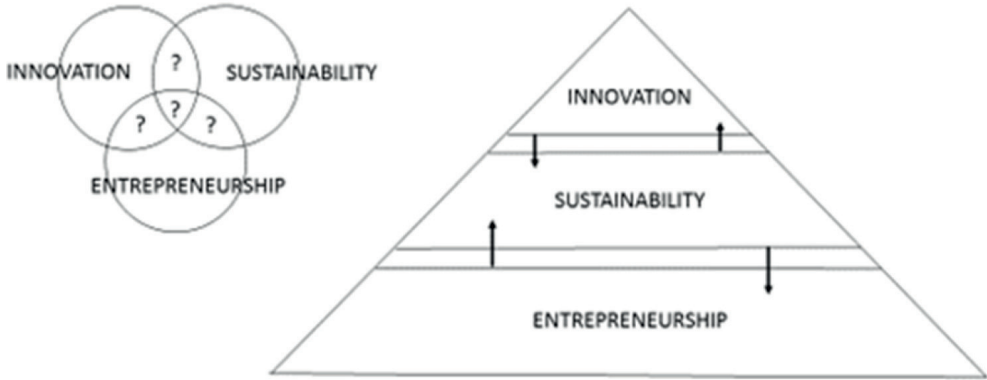 INNOVATION
?
SUSTAINABILITY
?
?
?
ENTREPRENEURSHIP
INNOVATION
SUSTAINABILITY
ENTREPRENEURSHIP